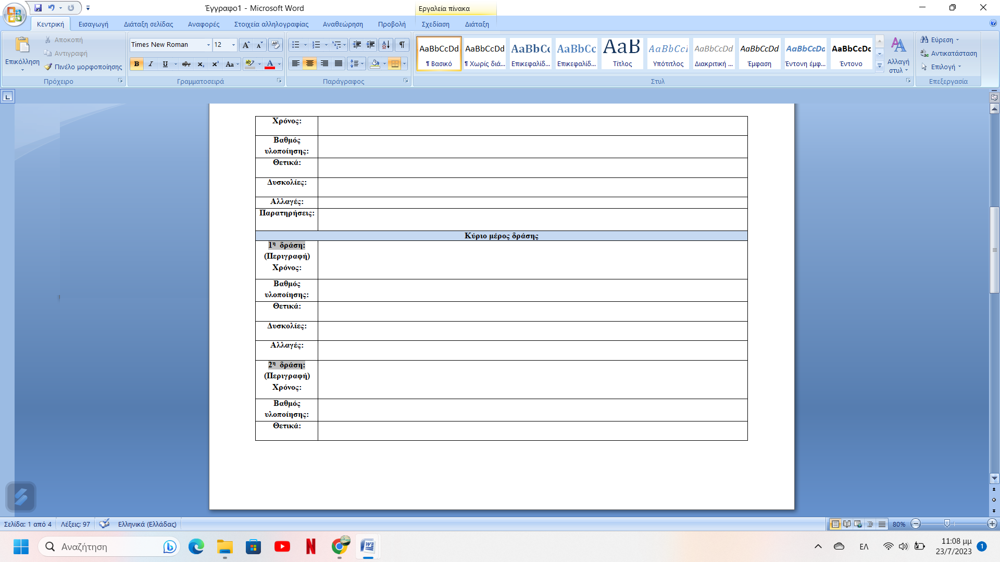 Έγγραφο1 - Microsoft Word
Εργαλεία πίνακα
Κεντρική Εισαγωγή Διάταξη σελίδας Αναφορές Στοιχεία αλληλογραφίας Αναθεώρηση Προβολή Σχεδίαση Διάταξη
Επικόλληση
Αποκοπή
Αντιγραφή
Πινέλο μορφοποίησης
Πρόχειρο
Times New Roman 12
Γραμματοσειρά
Παράγραφος
AaBbCcDd AaBbCcDd AaBbCc AaBbCc AaB AaBbCcI AaBbCcDd AaBbCcDd AaBbCcDd AaBbCcDc
¶ Βασικό ¶ Χωρίς διά... Επικεφαλίδ... Επικεφαλίδ... Τίτλος Υπότιτλος Διακριτική ... Έμφαση Έντονη έμφ... Έντονο
Αλλαγή
στυλ
Στυλ
Εύρεση
Αντικατάσταση
Επιλογή
Επεξεργασία
Χρόνος:
Βαθμός
υλοποίησης:
Θετικά:
Δυσκολίες:
Αλλαγές:
Παρατηρήσεις:
Κύριο μέρος δράσης
1η δράση:
(Περιγραφή)
Χρόνος:
Βαθμός
υλοποίησης:
Θετικά:
Δυσκολίες:
Αλλαγές:
2η δράση:
(Περιγραφή)
Χρόνος:
Βαθμός
υλοποίησης:
Θετικά:
Σελίδα: 1 από 4 Λέξεις: 97 Ελληνικά (Ελλάδας) 80%
Αναζήτηση
ΕΛ
11:08 μμ
23/7/2023
1